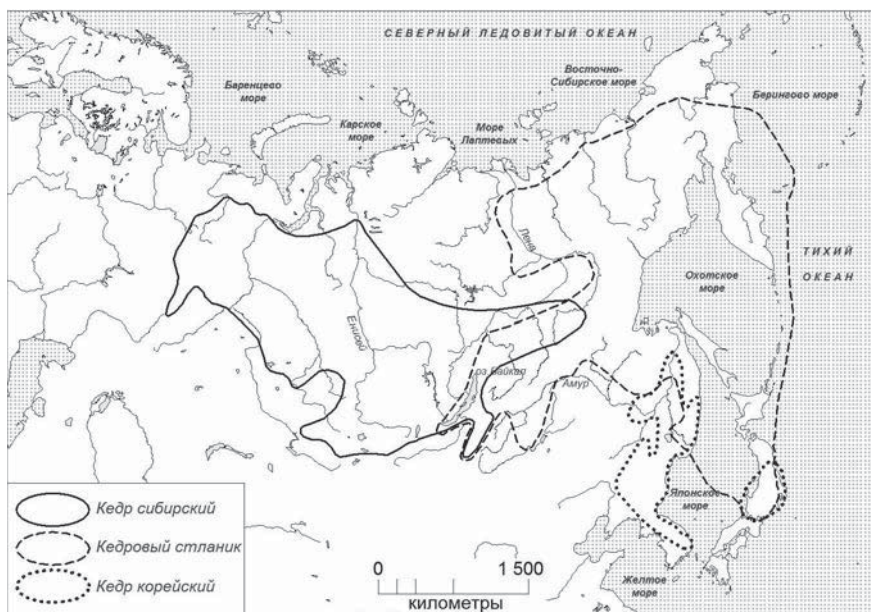 СЕВЕРНЫЙ ЛЕДОВИТЫЙ ОКЕАН
Восточно-
Сибирское море
Берингово море
Баренцево
море
Карское
море
Море
Лаптевых
Лена
ТИХИЙ
ОКЕАН
Охотское
море
Енисей
оз. Байкал
Амур
Японское
море
Желтое
море
Кедр сибирский
Кедровый стланик
Кедр корейский
0 1 500
километры